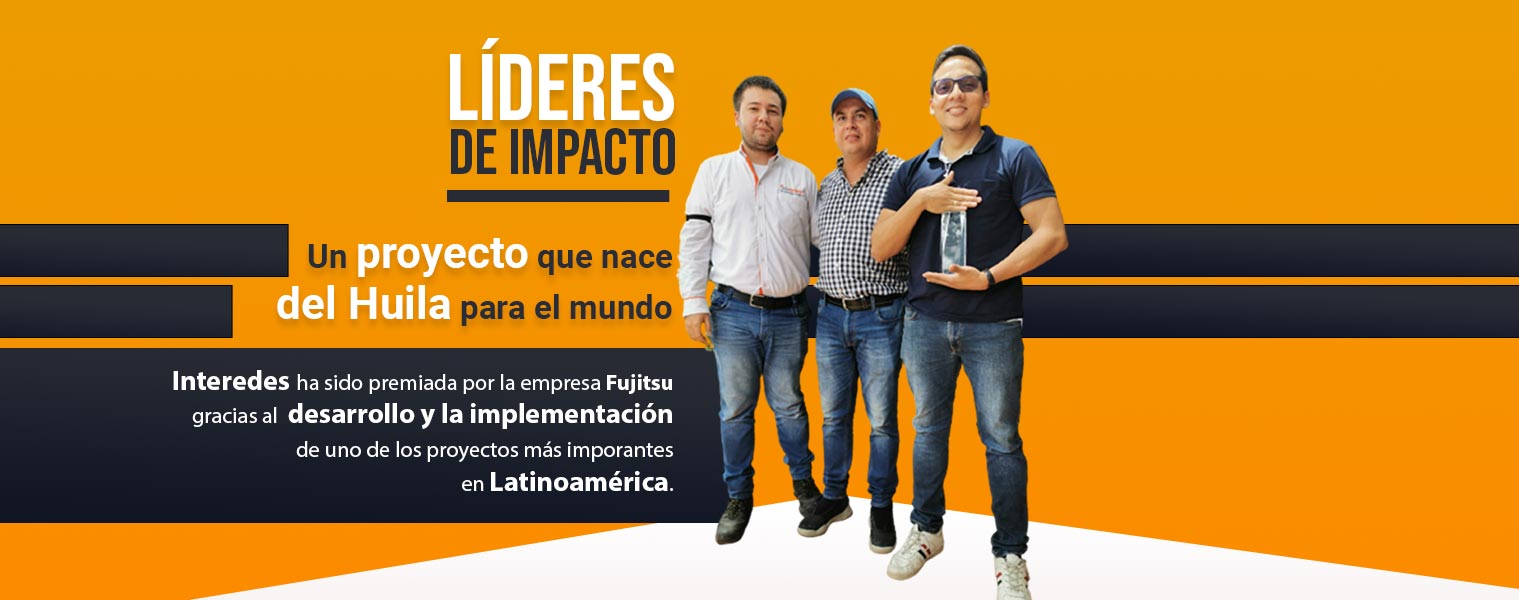 LÍDERES
DE IMPACTO
Un proyecto que nace
del Huila para el mundo
Interedes ha sido premiada por la empresa Fujitsu
gracias al desarrollo y la implementación
de uno de los proyectos más imporantes
en Latinoamérica.